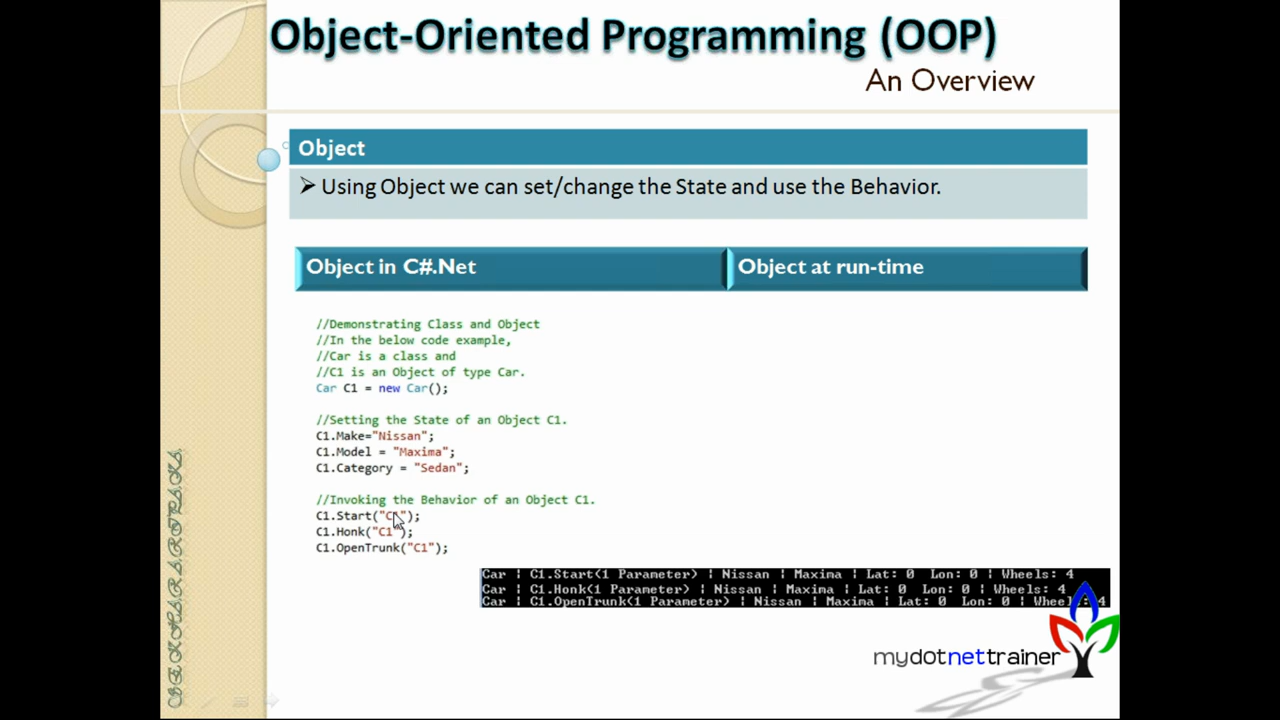 Object-Oriented Programming (OOP)
An Overview
Object
Using Object we can set/change the State and use the Behavior.
Object in C#.Net
Object at run-time
//Demonstrating Class and Object
//In the below code example,
//Car is a class and
//C1 is an Object of type Car.
Car C1 = new Car();
//Setting the State of an Object C1.
C1.Make="Nissan";
C1.Model = "Maxima";
C1.Category = "Sedan";
//Invoking the Behavior of an Object C1.
C1.Start("C1");
C1.Honk("C1");
C1.OpenTrunk("C1");
Car | C1.Start<1 Parameter> | Nissan | Maxima | Lat: 0 Lon: 0 | Wheels: 4
Car | C1.Honk<1 Parameter> | Nissan | Maxima | Lat: 0 Lon: 0 | Wheels: 4
Car | C1.OpenTrunk<1 Parameter> | Nissan | Maxima | Lat: 0 Lon: 0 | Wheels: 4
mydotnettrainer